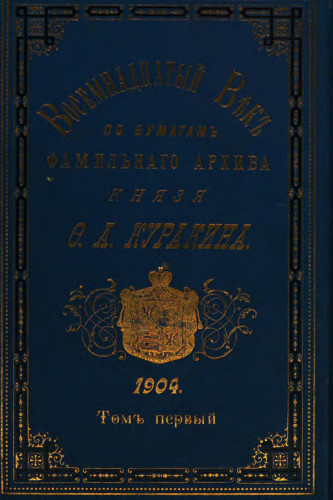 Восемнадцатый Вѣкъ
по бумагамъ
фамильнаго архива
князя
Ѳ. А. Куракина.
1904.
Томъ первый